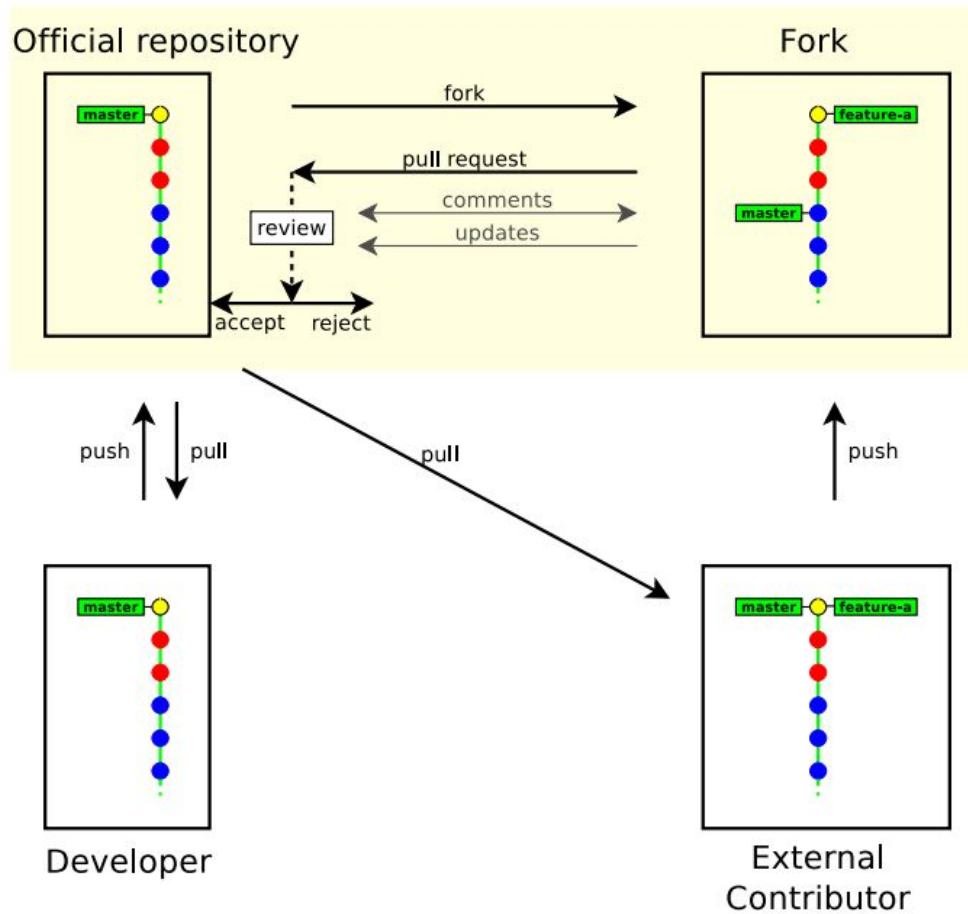 Official repository
Fork
master
fork
feature-a
pull request
comments
master
review
updates
accept
reject
push
pull
pull
push
master
master
feature-a
Developer
External
Contributor